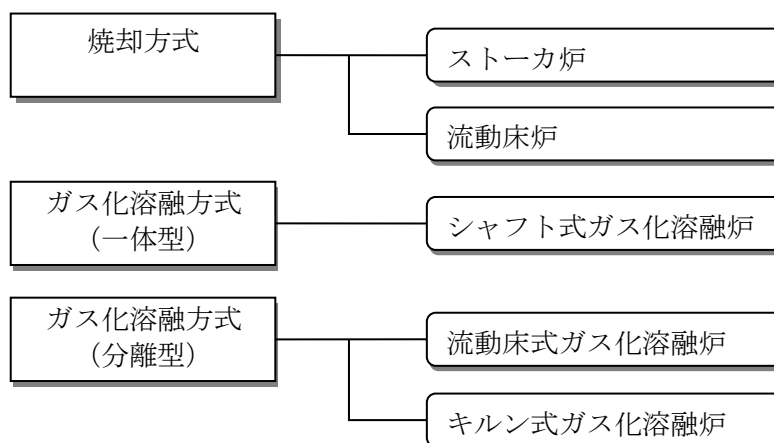 焼却方式
ストーカ炉
流動床炉
ガス化溶融方式
（一体型）
シャフト式ガス化溶融炉
ガス化溶融方式
（分離型）
流動床式ガス化溶融炉
キルン式ガス化溶融炉